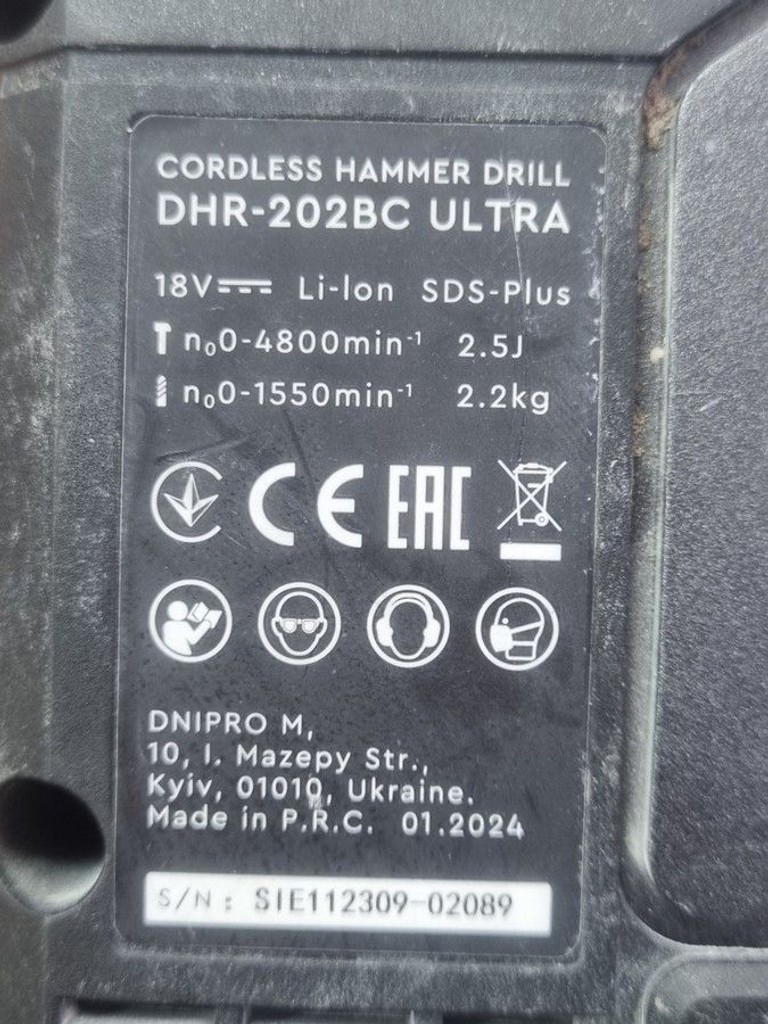 CORDLESS HAMMER DRILL
DHR-202BC ULTRA
18V⎓ Li-Ion SDS-Plus
n₀0-4800min⁻¹ 2.5J
n₀0-1550min⁻¹ 2.2kg
CE EAC
DNIPRO M,
10, I. Mazepy Str.,
Kyiv, 01010, Ukraine.
Made in P.R.C. 01.2024
S/N: SIE112309-02089